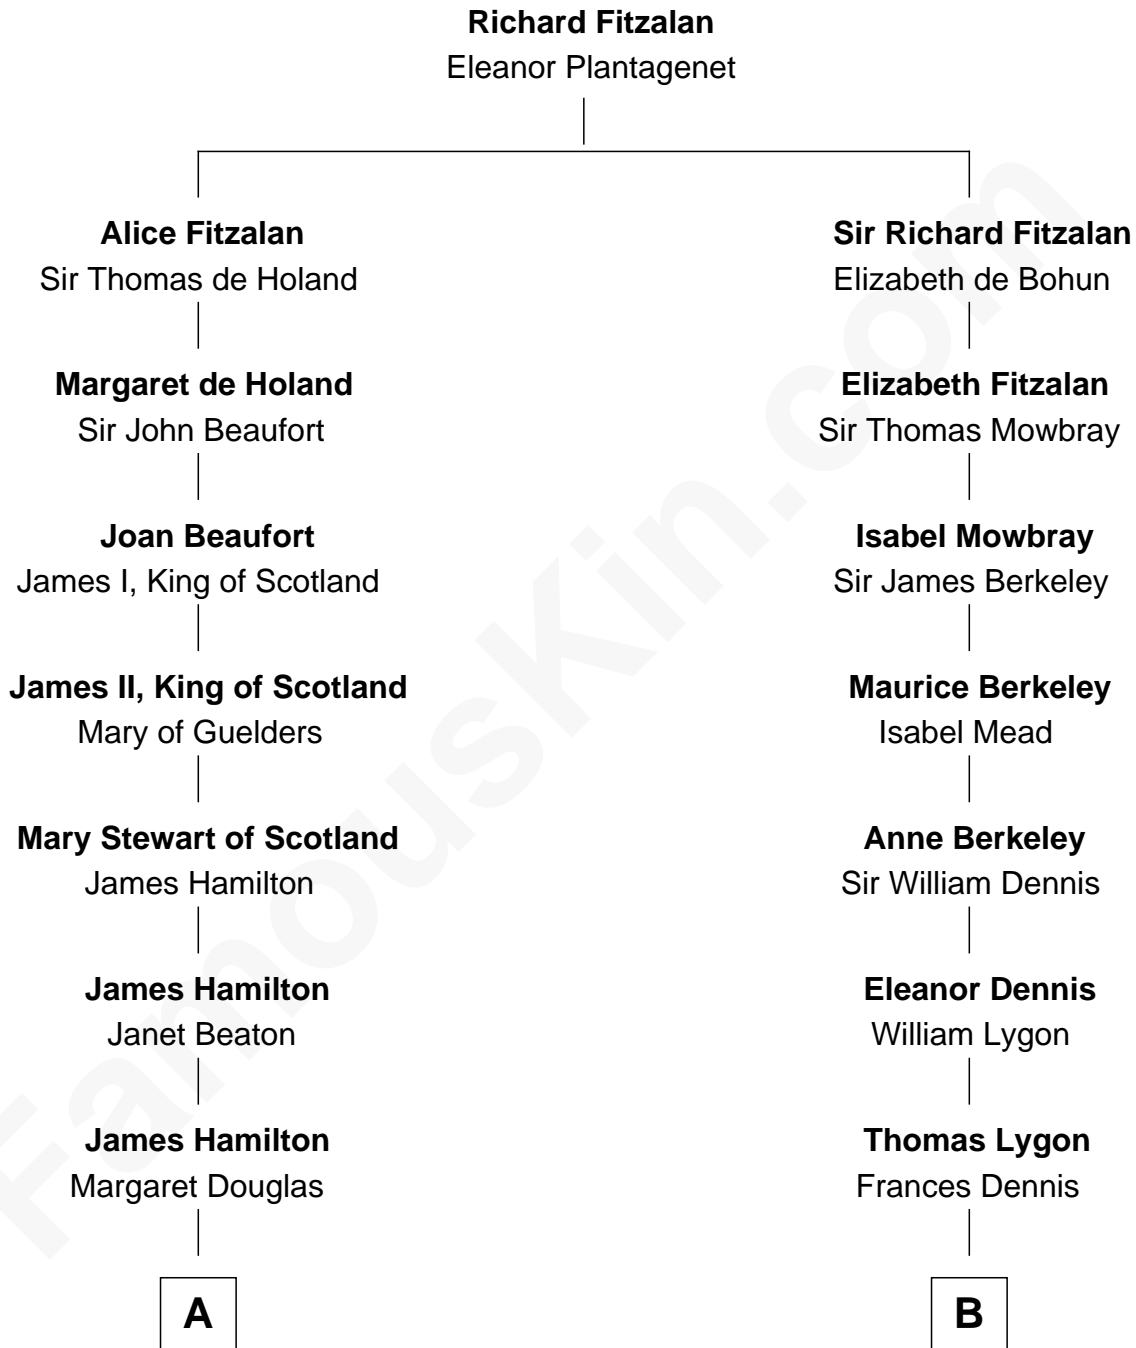 Richard Fitzalan
Eleanor Plantagenet
Alice Fitzalan
Sir Thomas de Holand
Sir Richard Fitzalan
Elizabeth de Bohun
Margaret de Holand
Sir John Beaufort
Elizabeth Fitzalan
Sir Thomas Mowbray
Joan Beaufort
James I, King of Scotland
Isabel Mowbray
Sir James Berkeley
James II, King of Scotland
Mary of Guelders
Maurice Berkeley
Isabel Mead
Mary Stewart of Scotland
James Hamilton
Anne Berkeley
Sir William Dennis
James Hamilton
Janet Beaton
Eleanor Dennis
William Lygon
James Hamilton
Margaret Douglas
Thomas Lygon
Frances Dennis
A
B
FamousKin.com